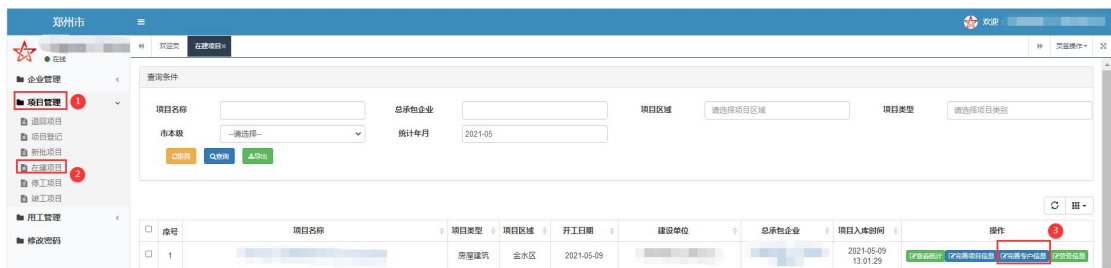 郑州市
欢迎
在线
欢迎页 在建项目×
页签操作
企业管理
项目管理 1
退回项目
项目登记
新批项目
在建项目 2
停工项目
竣工项目
用工管理
修改密码
查询条件
项目名称 总承包企业 项目区域 请选择项目区域 项目类型 请选择项目类别
市本级 --请选择-- 统计年月 2021-05
重置 查询 导出
3
序号 项目名称 项目类型 项目区域 开工日期 建设单位 总承包企业 项目入库时间 操作
1 房屋建筑 金水区 2021-05-09 2021-05-09 13:01:29 查看统计 完善项目信息 完善专户信息 劳务信息